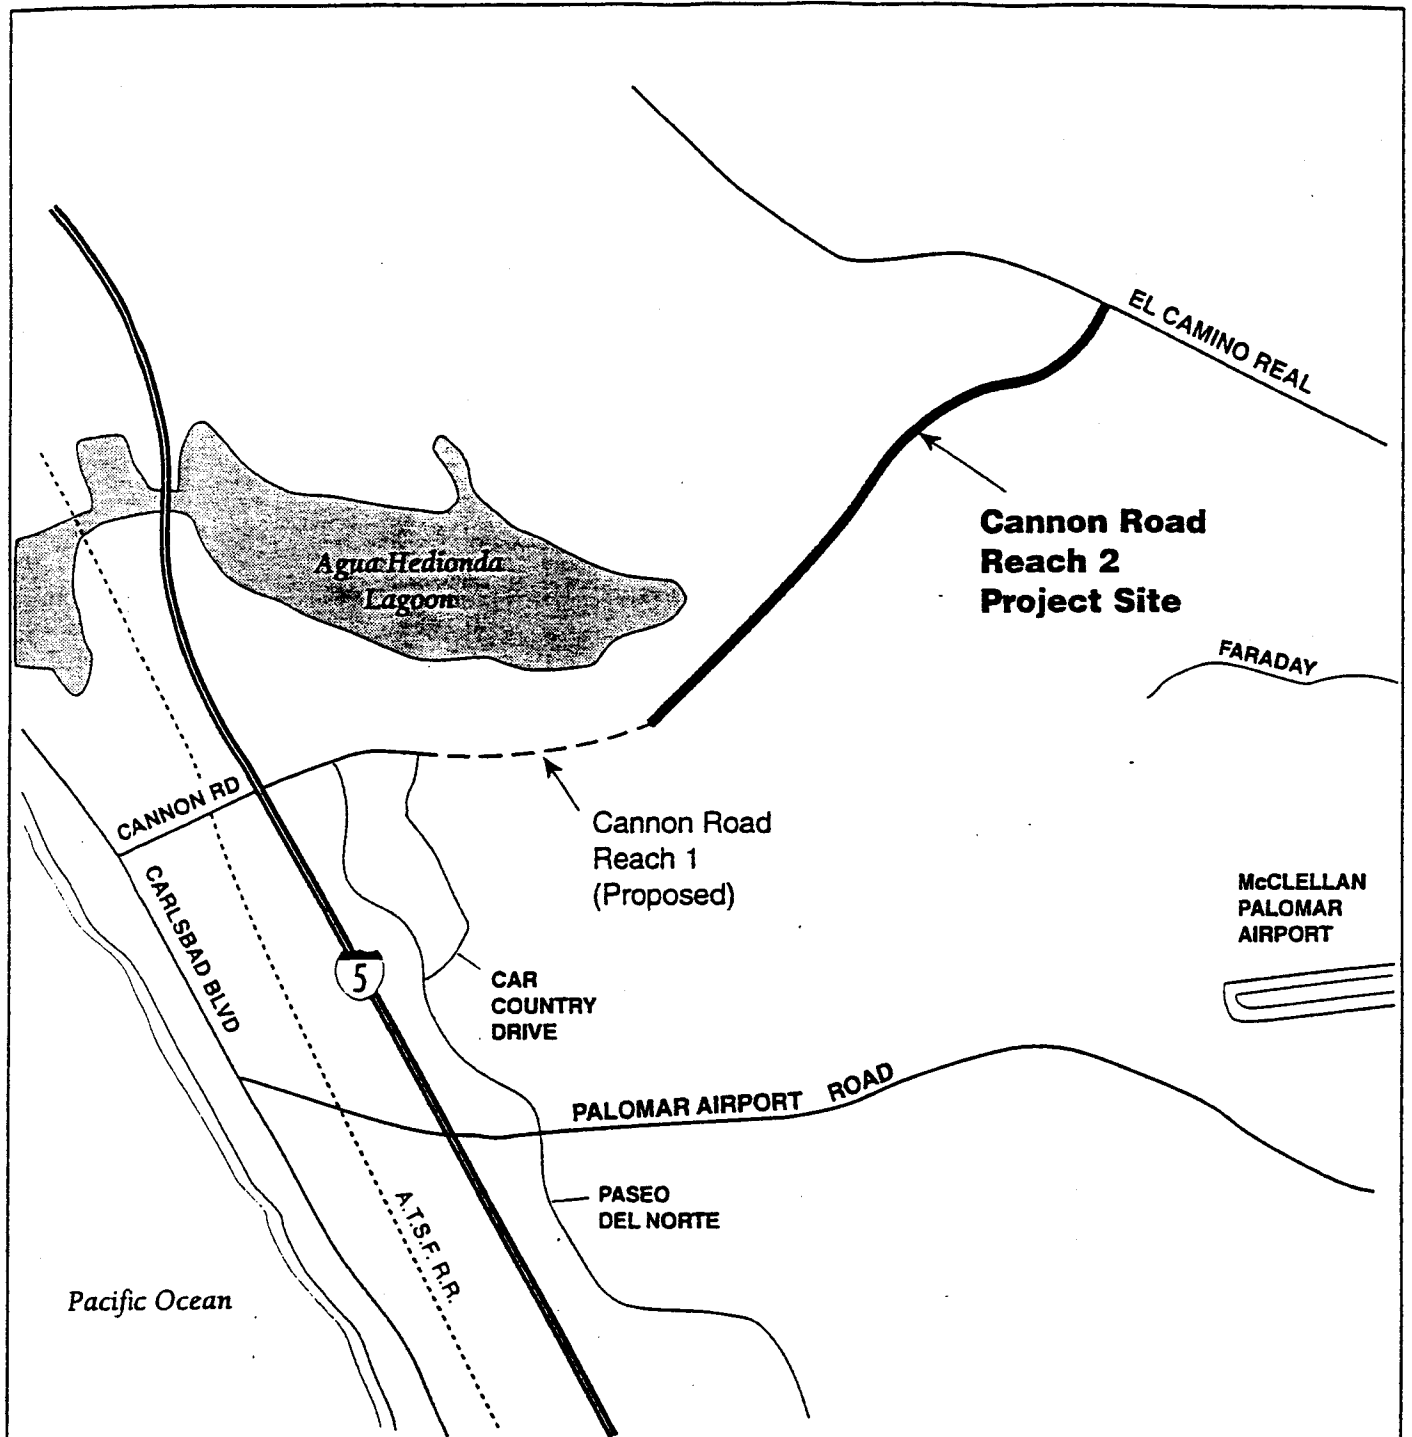 EL CAMINO REAL
Agua Hedionda
Lagoon
Cannon Road
Reach 2
Project Site
FARADAY
CANNON RD
Cannon Road
Reach 1
(Proposed)
McCLELLAN
PALOMAR
AIRPORT
CARLSBAD BLVD
5
CAR
COUNTRY
DRIVE
PALOMAR AIRPORT ROAD
PASEO
DEL NORTE
A.T.S.F. R.R.
Pacific Ocean